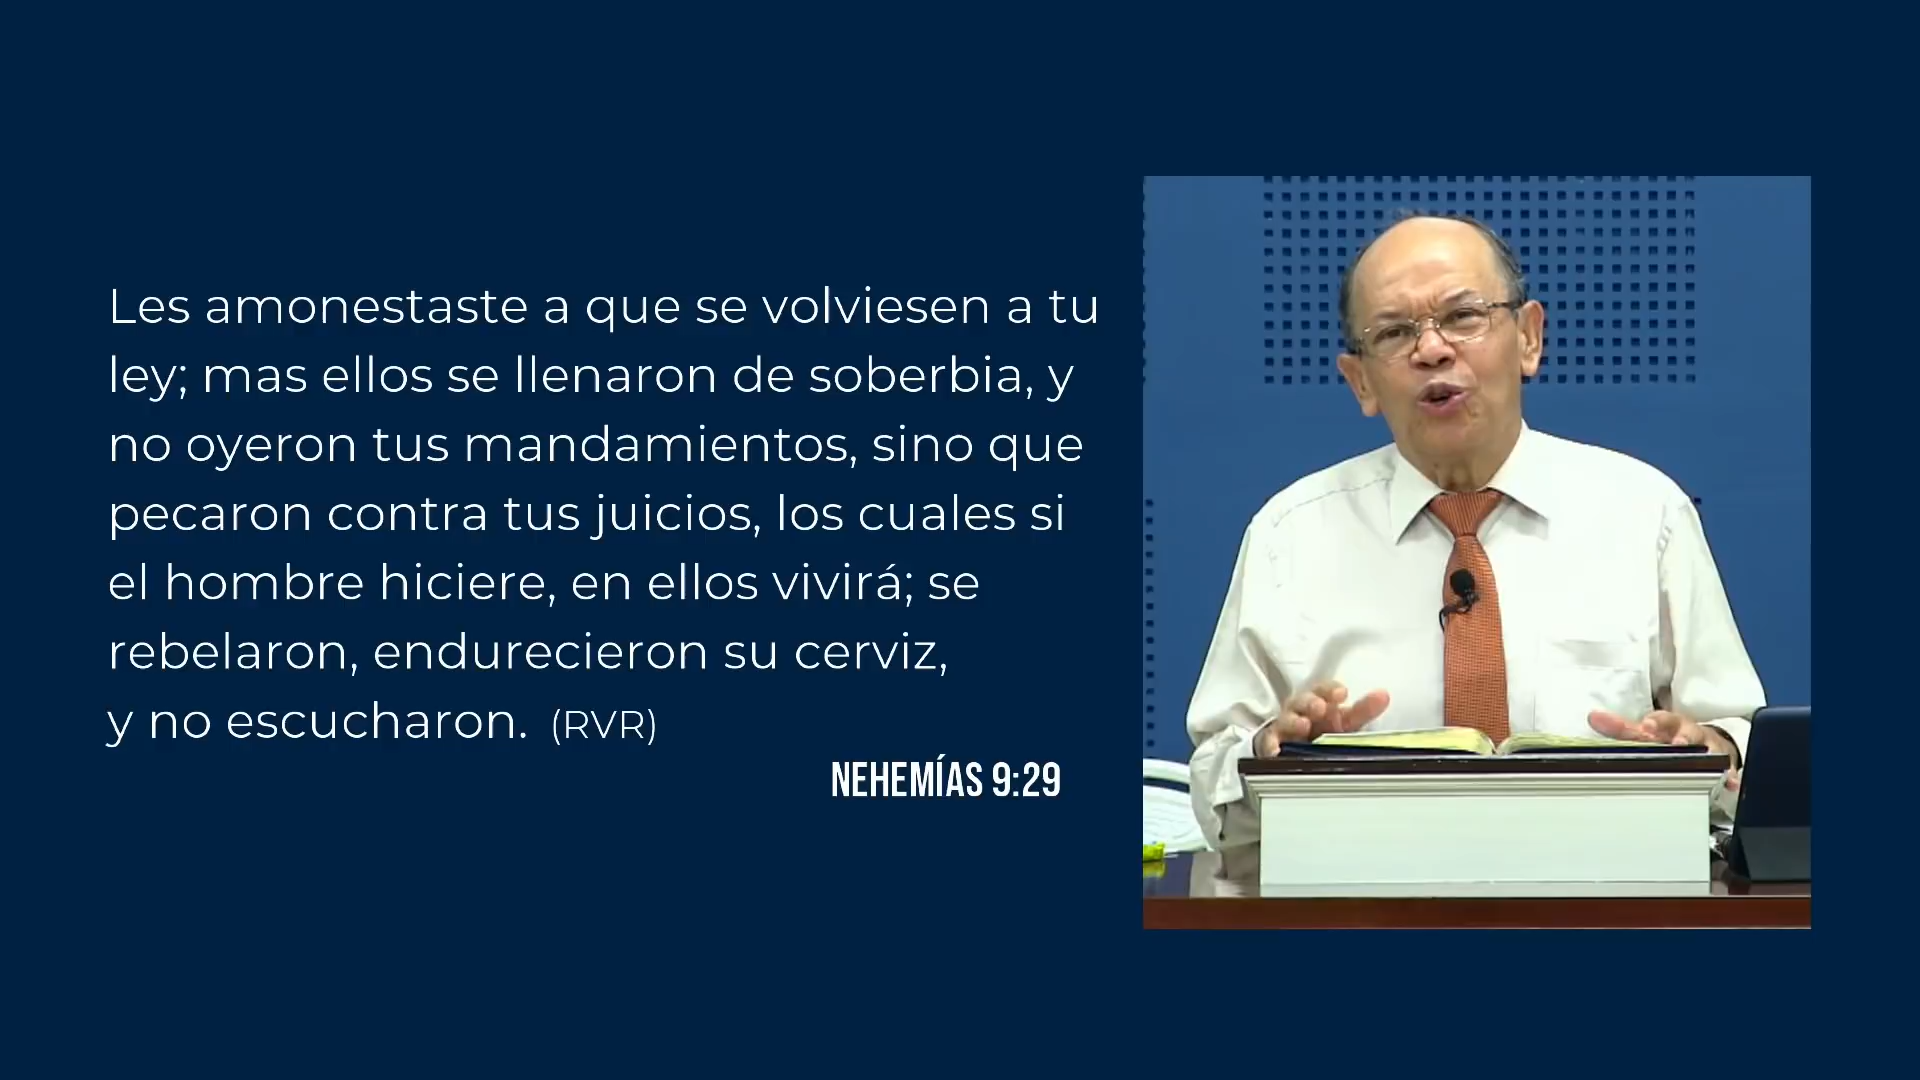 Les amonestaste a que se volviesen a tu
ley; mas ellos se llenaron de soberbia, y
no oyeron tus mandamientos, sino que
pecaron contra tus juicios, los cuales si
el hombre hiciere, en ellos vivirá; se
rebelaron, endurecieron su cerviz,
y no escucharon. (RVR)
NEHEMÍAS 9:29